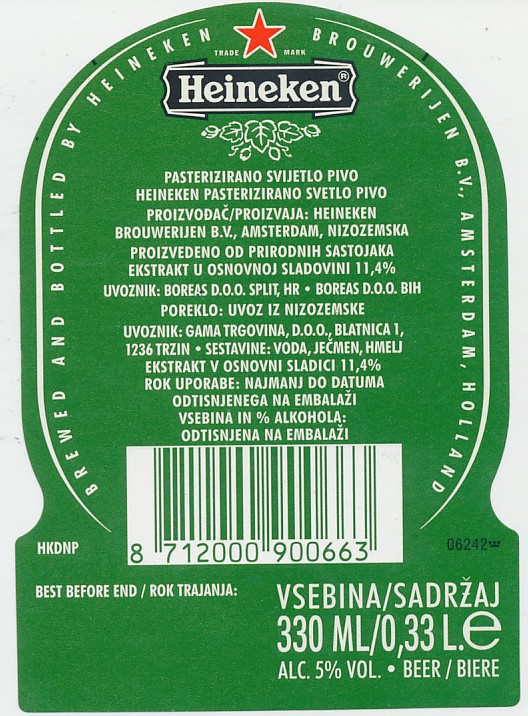 BREWED AND BOTTLED BY HEINEKEN BROUWERIJEN B.V., AMSTERDAM, HOLLAND
TRADE MARK
Heineken®
PASTERIZIRANO SVIJETLO PIVO
HEINEKEN PASTERIZIRANO SVETLO PIVO
PROIZVOĐAČ/PROIZVAJA: HEINEKEN
BROUWERIJEN B.V., AMSTERDAM, NIZOZEMSKA
PROIZVEDENO OD PRIRODNIH SASTOJAKA
EKSTRAKT U OSNOVNOJ SLADOVINI 11,4%
UVOZNIK: BOREAS D.O.O. SPLIT, HR • BOREAS D.O.O. BIH
POREKLO: UVOZ IZ NIZOZEMSKE
UVOZNIK: GAMA TRGOVINA, D.O.O., BLATNICA 1,
1236 TRZIN • SESTAVINE: VODA, JEČMEN, HMELJ
EKSTRAKT V OSNOVNI SLADICI 11,4%
ROK UPORABE: NAJMANJ DO DATUMA
ODTISNJENEGA NA EMBALAŽI
VSEBINA IN % ALKOHOLA:
ODTISNJENA NA EMBALAŽI
HKDNP
8 712000 900663
06242***
BEST BEFORE END / ROK TRAJANJA:
VSEBINA/SADRŽAJ
330 ML/0,33 L.e
ALC. 5% VOL. • BEER / BIERE